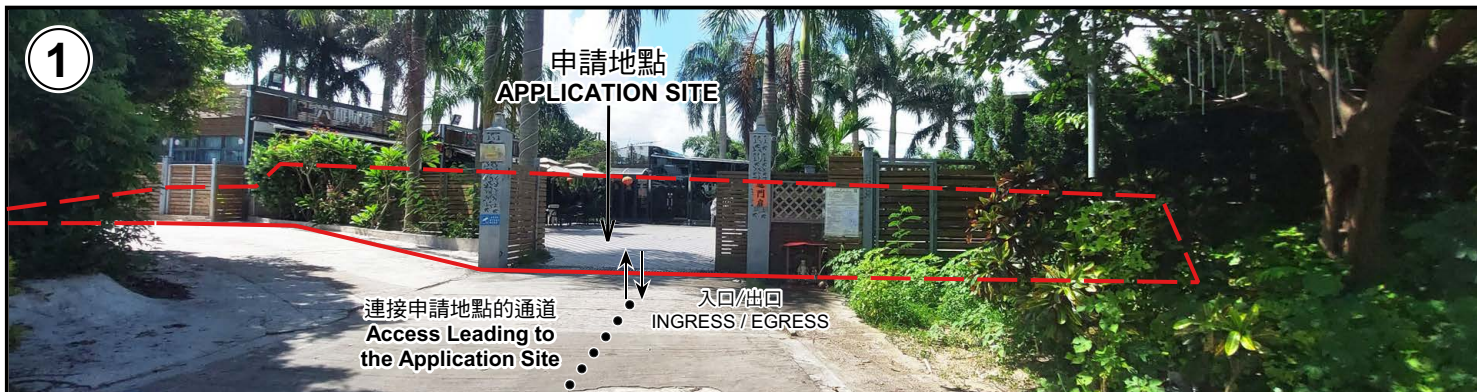 1
申請地點
APPLICATION SITE
連接申請地點的通道
Access Leading to
the Application Site
入口/出口
INGRESS / EGRESS